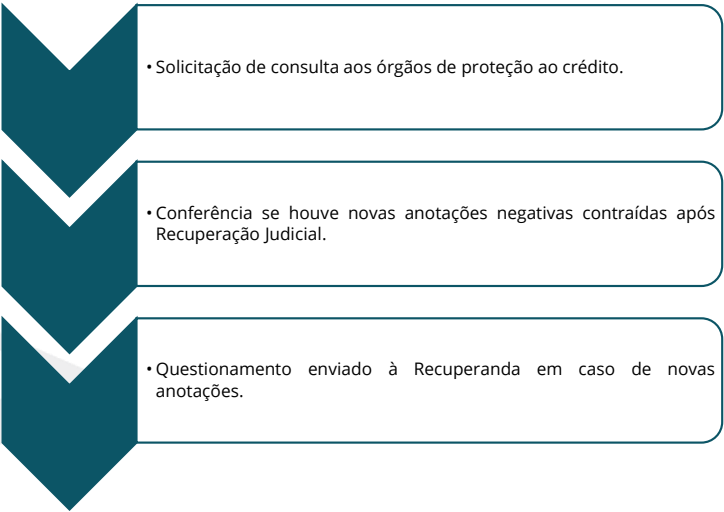 • Solicitação de consulta aos órgãos de proteção ao crédito.
• Conferência se houve novas anotações negativas contraídas após
Recuperação Judicial.
• Questionamento enviado à Recuperanda em caso de novas
anotações.